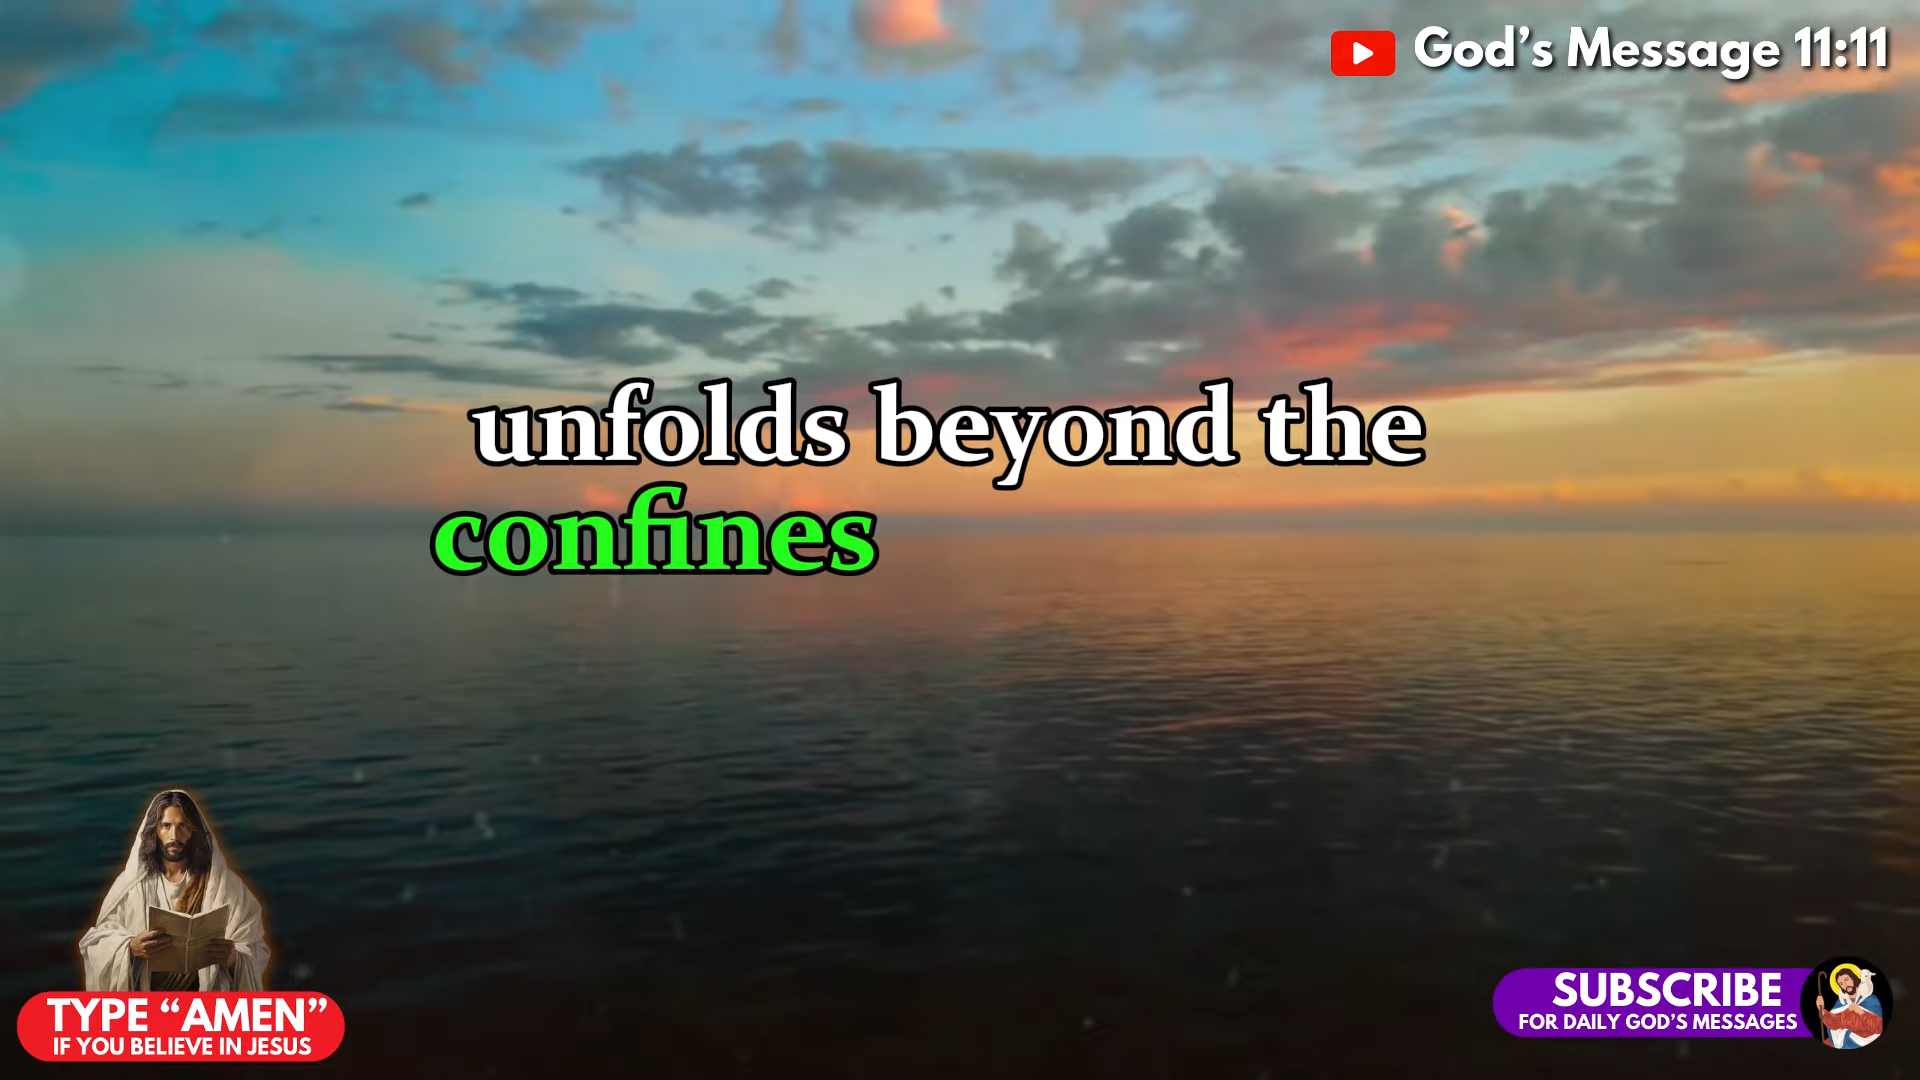 God’s Message 11:11
unfolds beyond the
confines
TYPE “AMEN”
IF YOU BELIEVE IN JESUS
SUBSCRIBE
FOR DAILY GOD’S MESSAGES